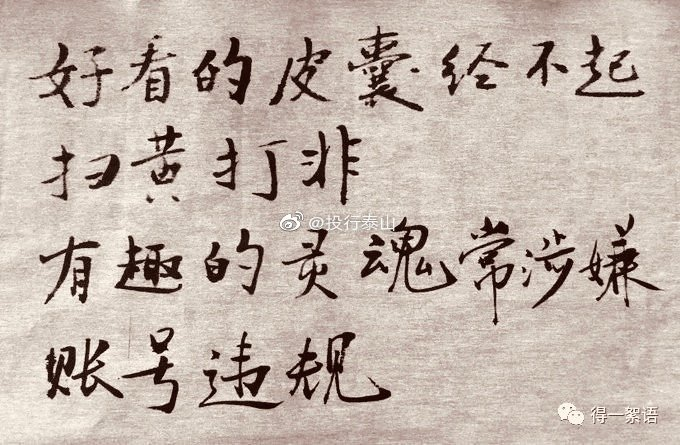 好看的皮囊经不起
扫黄打非
@投行泰山
有趣的灵魂常涉嫌
账号违规
得一絮语